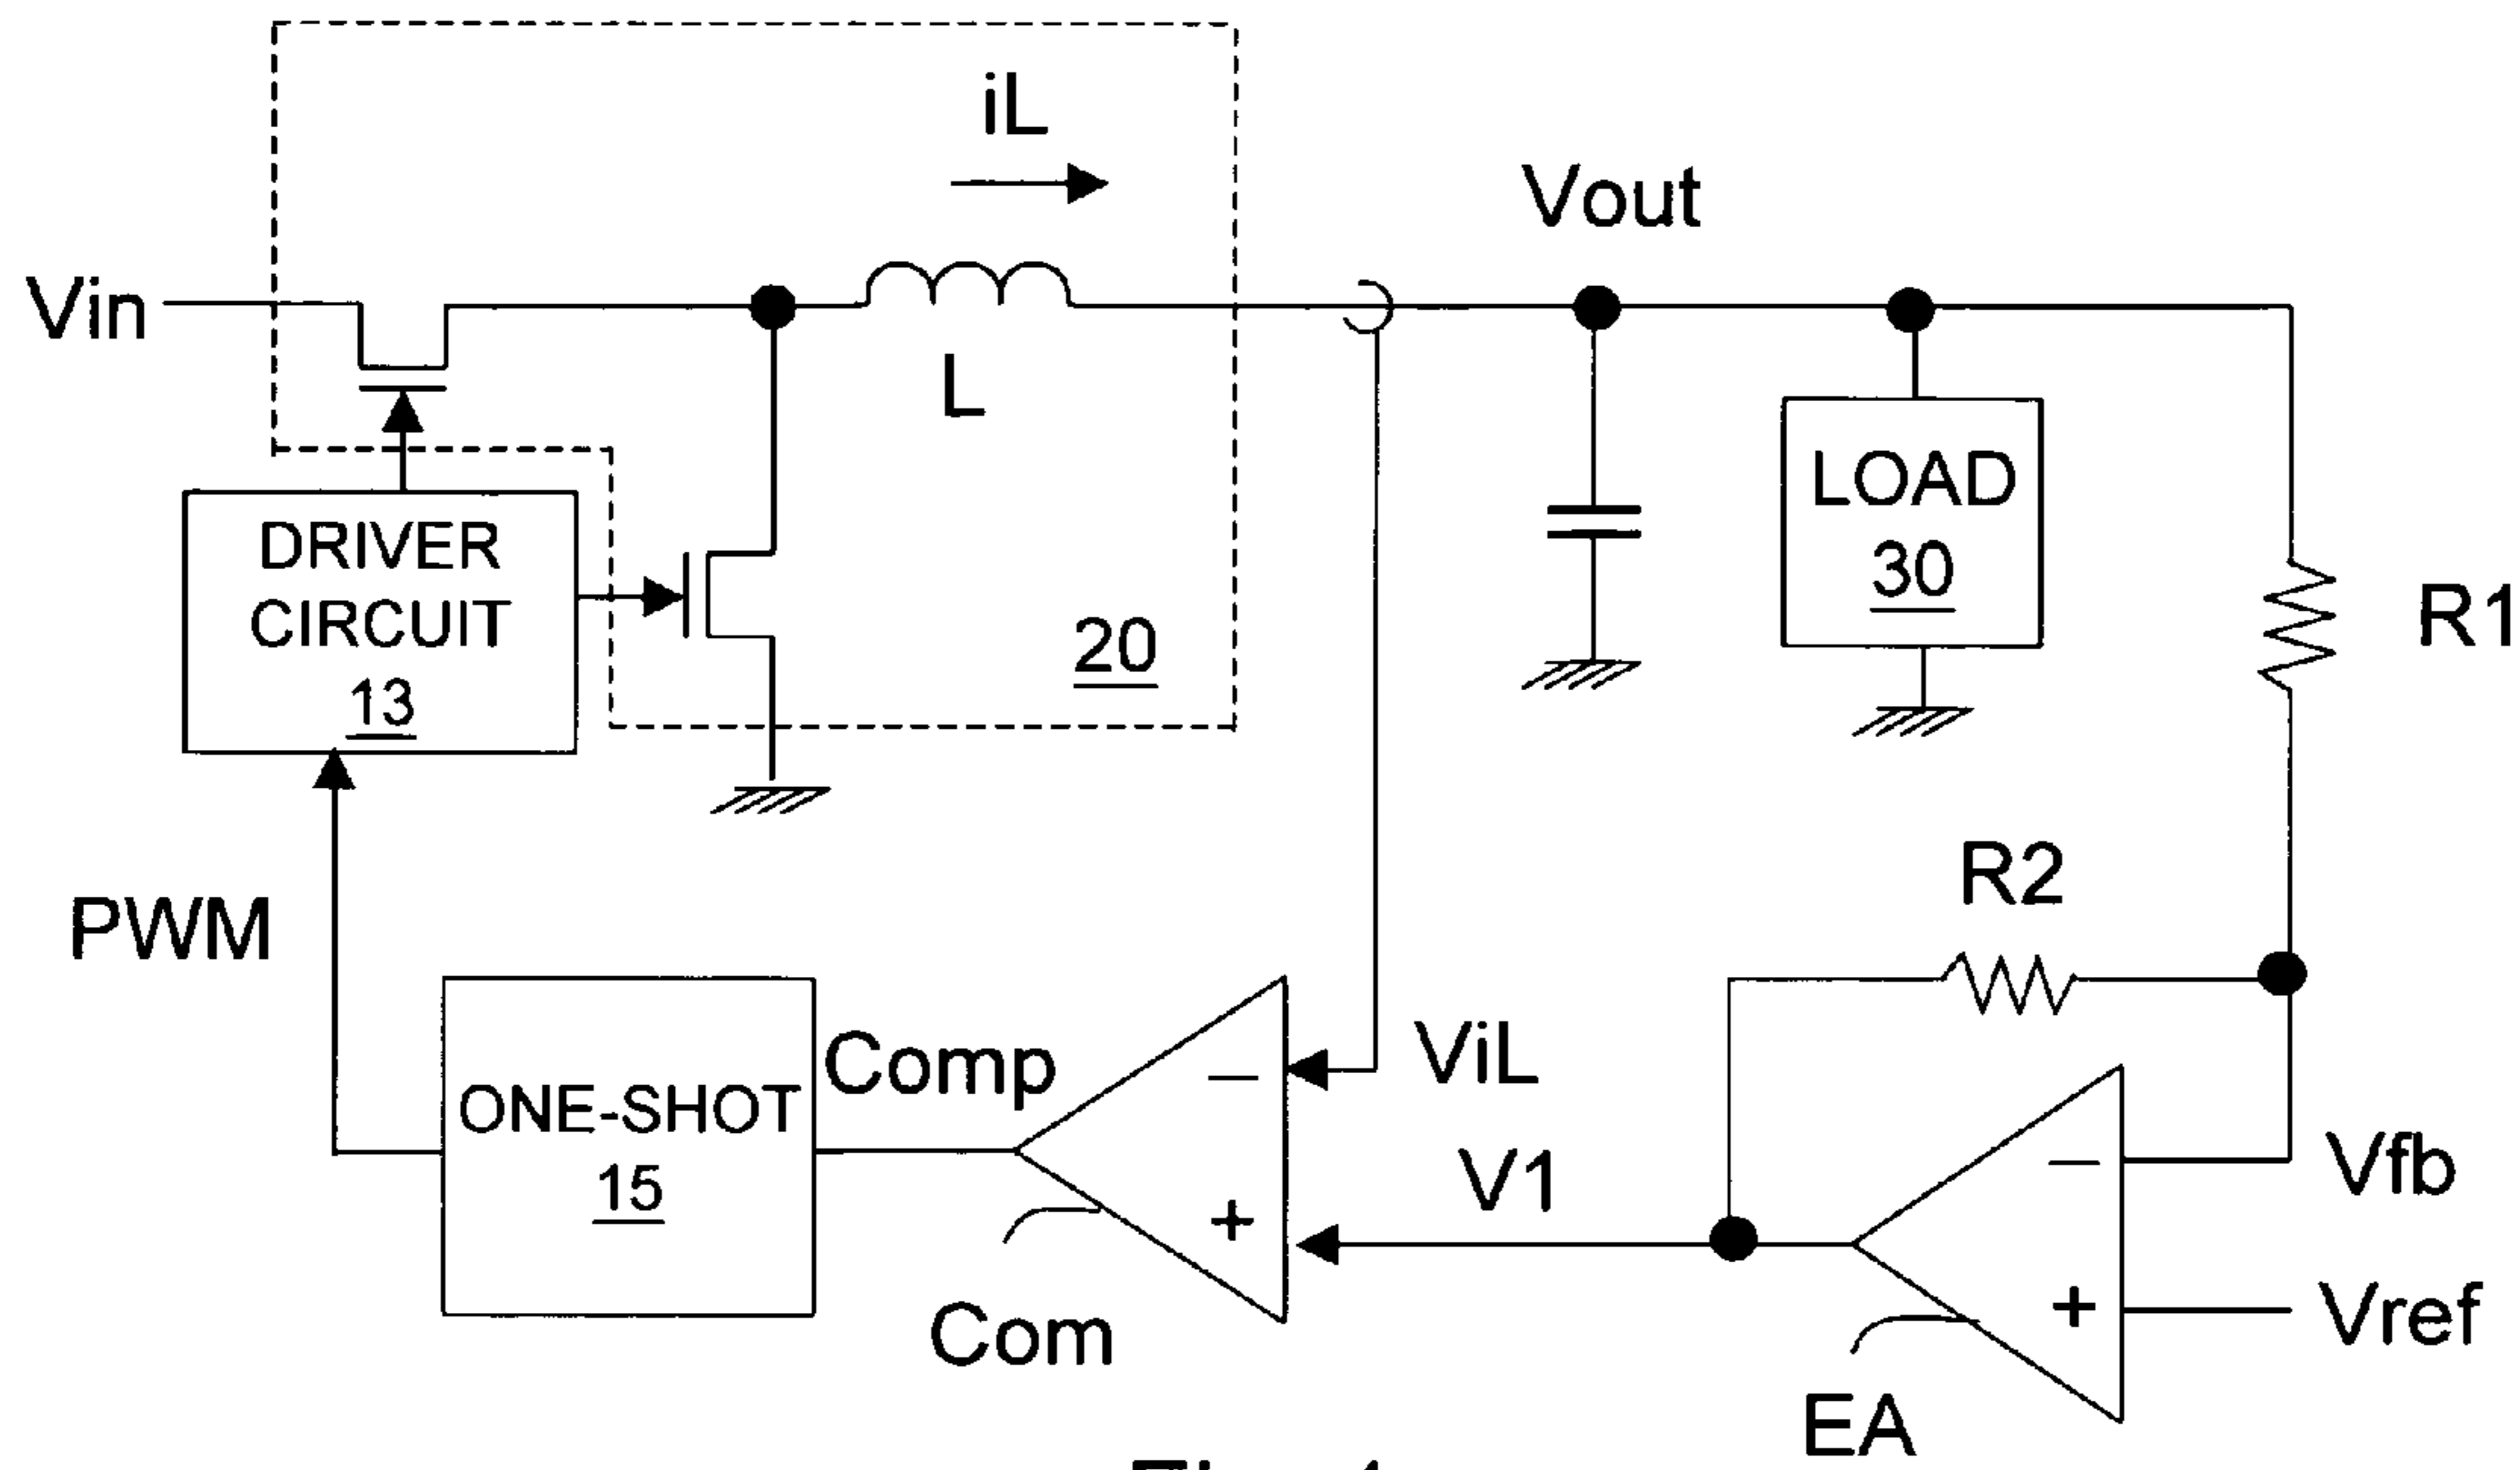 iL
Vout
Vin
L
LOAD
30
DRIVER
CIRCUIT
13
R1
20
R2
PWM
Comp
ViL
ONE-SHOT
15
V1
Vfb
−
+
−
+
Com
Vref
EA